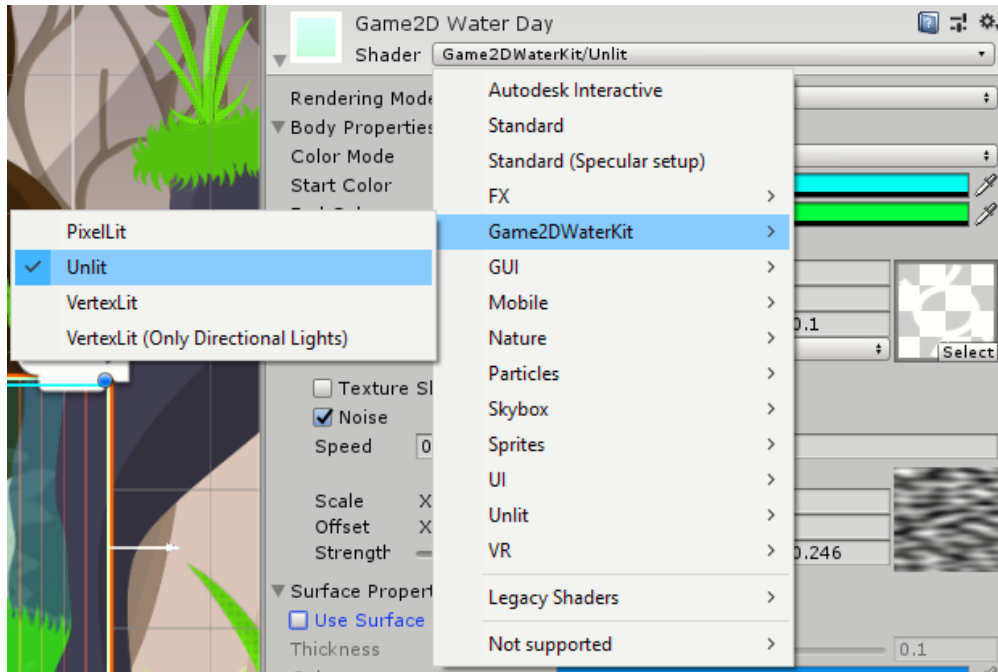 Game2D Water Day
Shader Game2DWaterKit/Unlit
Rendering Mode
Body Properties
Color Mode
Start Color
Autodesk Interactive
Standard
Standard (Specular setup)
FX
Game2DWaterKit
GUI
Mobile
Nature
Particles
Skybox
Sprites
UI
Unlit
VR
Legacy Shaders
Not supported
PixelLit
Unlit
VertexLit
VertexLit (Only Directional Lights)
0.1
Select
Texture Sl
Noise
Speed 0
Scale X
Offset X
Strength 0.246
Surface Propert
Use Surface
Thickness 0.1